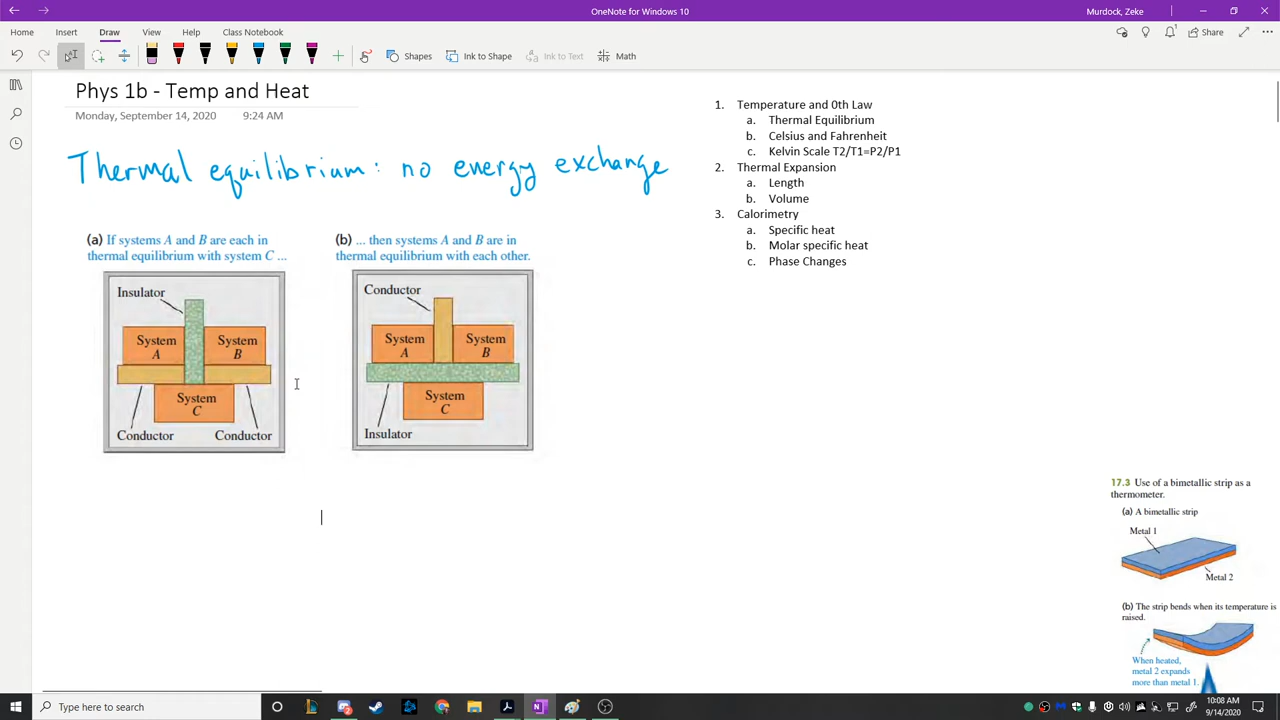 OneNote for Windows 10
Murdock, Zeke
Home Insert Draw View Help Class Notebook
Share
Shapes Ink to Shape Ink to Text Math
Phys 1b - Temp and Heat
Monday, September 14, 2020 9:24 AM
Thermal equilibrium: no energy exchange
1. Temperature and 0th Law
a. Thermal Equilibrium
b. Celsius and Fahrenheit
c. Kelvin Scale T2/T1=P2/P1
2. Thermal Expansion
a. Length
b. Volume
3. Calorimetry
a. Specific heat
b. Molar specific heat
c. Phase Changes
(a) If systems A and B are each in
thermal equilibrium with system C ...
Insulator
System
A
System
B
System
C
Conductor Conductor
(b) ... then systems A and B are in
thermal equilibrium with each other.
Conductor
System
A
System
B
System
C
Insulator
17.3 Use of a bimetallic strip as a
thermometer.
(a) A bimetallic strip
Metal 1
Metal 2
(b) The strip bends when its temperature is
raised.
When heated,
metal 2 expands
more than metal 1.
Type here to search
10:08 AM
9/14/2020